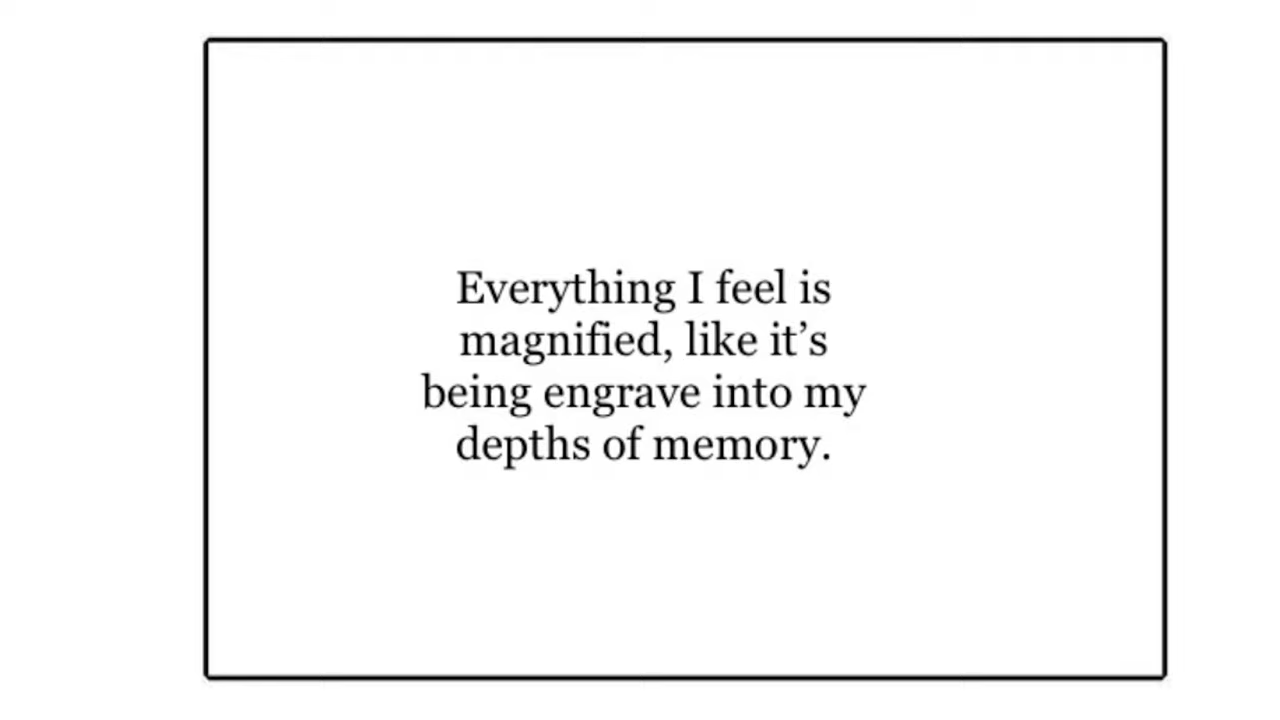 Everything I feel is
magnified, like it’s
being engrave into my
depths of memory.